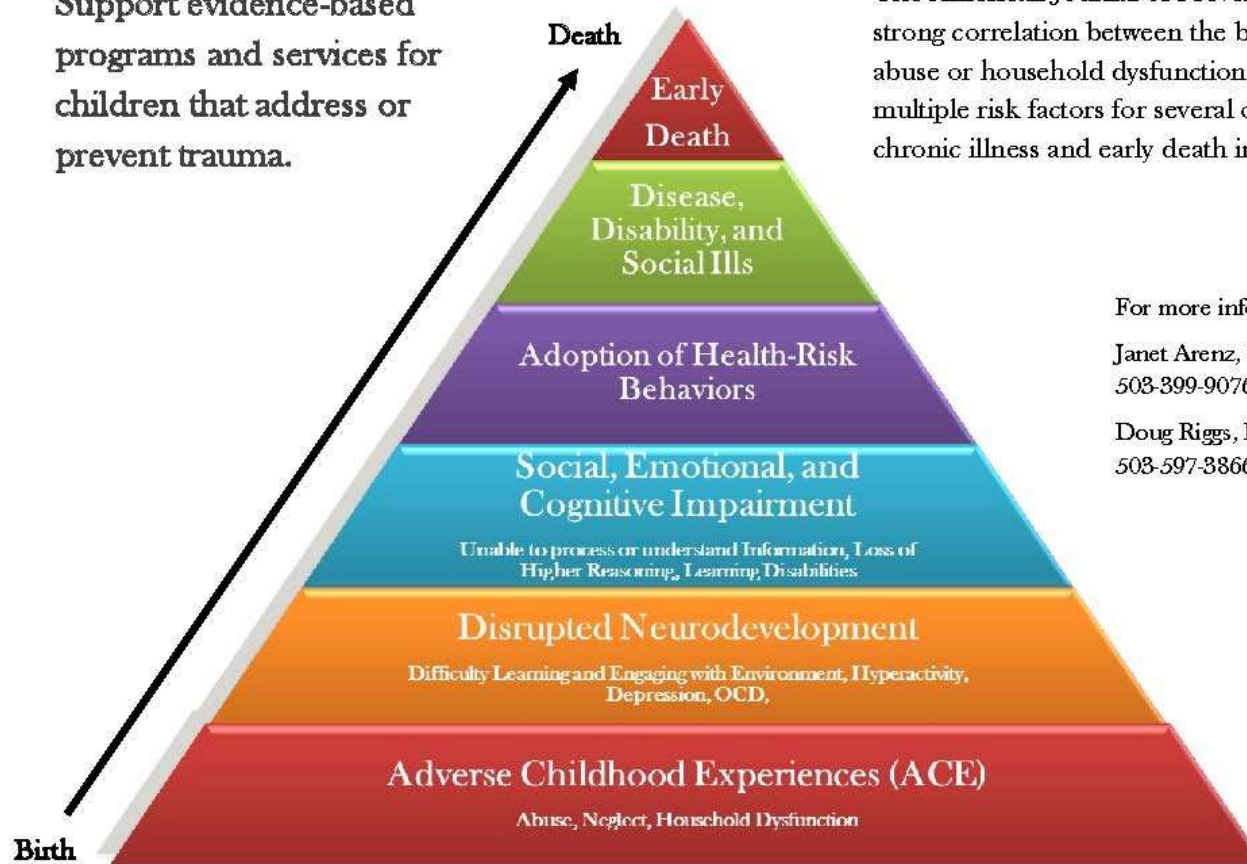 Support evidence-based
programs and services for
children that address or
prevent trauma.
strong correlation between the b
abuse or household dysfunction
multiple risk factors for several
chronic illness and early death
Death
Early
Death
Disease,
Disability, and
Social Ills
Adoption of Health-Risk
Behaviors
Social, Emotional, and
Cognitive Impairment
Unable to process or understand Information, Loss of
Higher Reasoning, Learning Disabilities
Disrupted Neurodevelopment
Difficulty Learning and Engaging with Environment, Hyperactivity,
Depression, OCD,
Adverse Childhood Experiences (ACE)
Abuse, Neglect, Household Dysfunction
Birth
For more
Janet Arenz,
503-399-9076
Doug Riggs,
503-597-3866